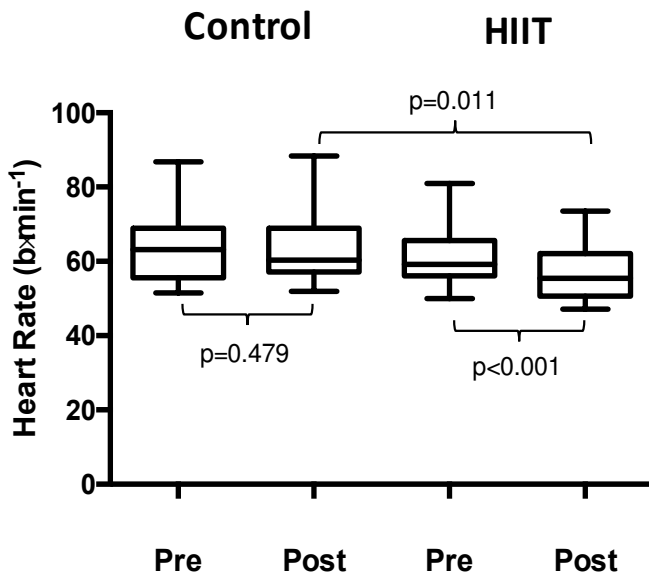 Control HIIT
p=0.011
100
80
60
40
20
0
Heart Rate (b×min⁻¹)
p=0.479
p<0.001
Pre Post Pre Post